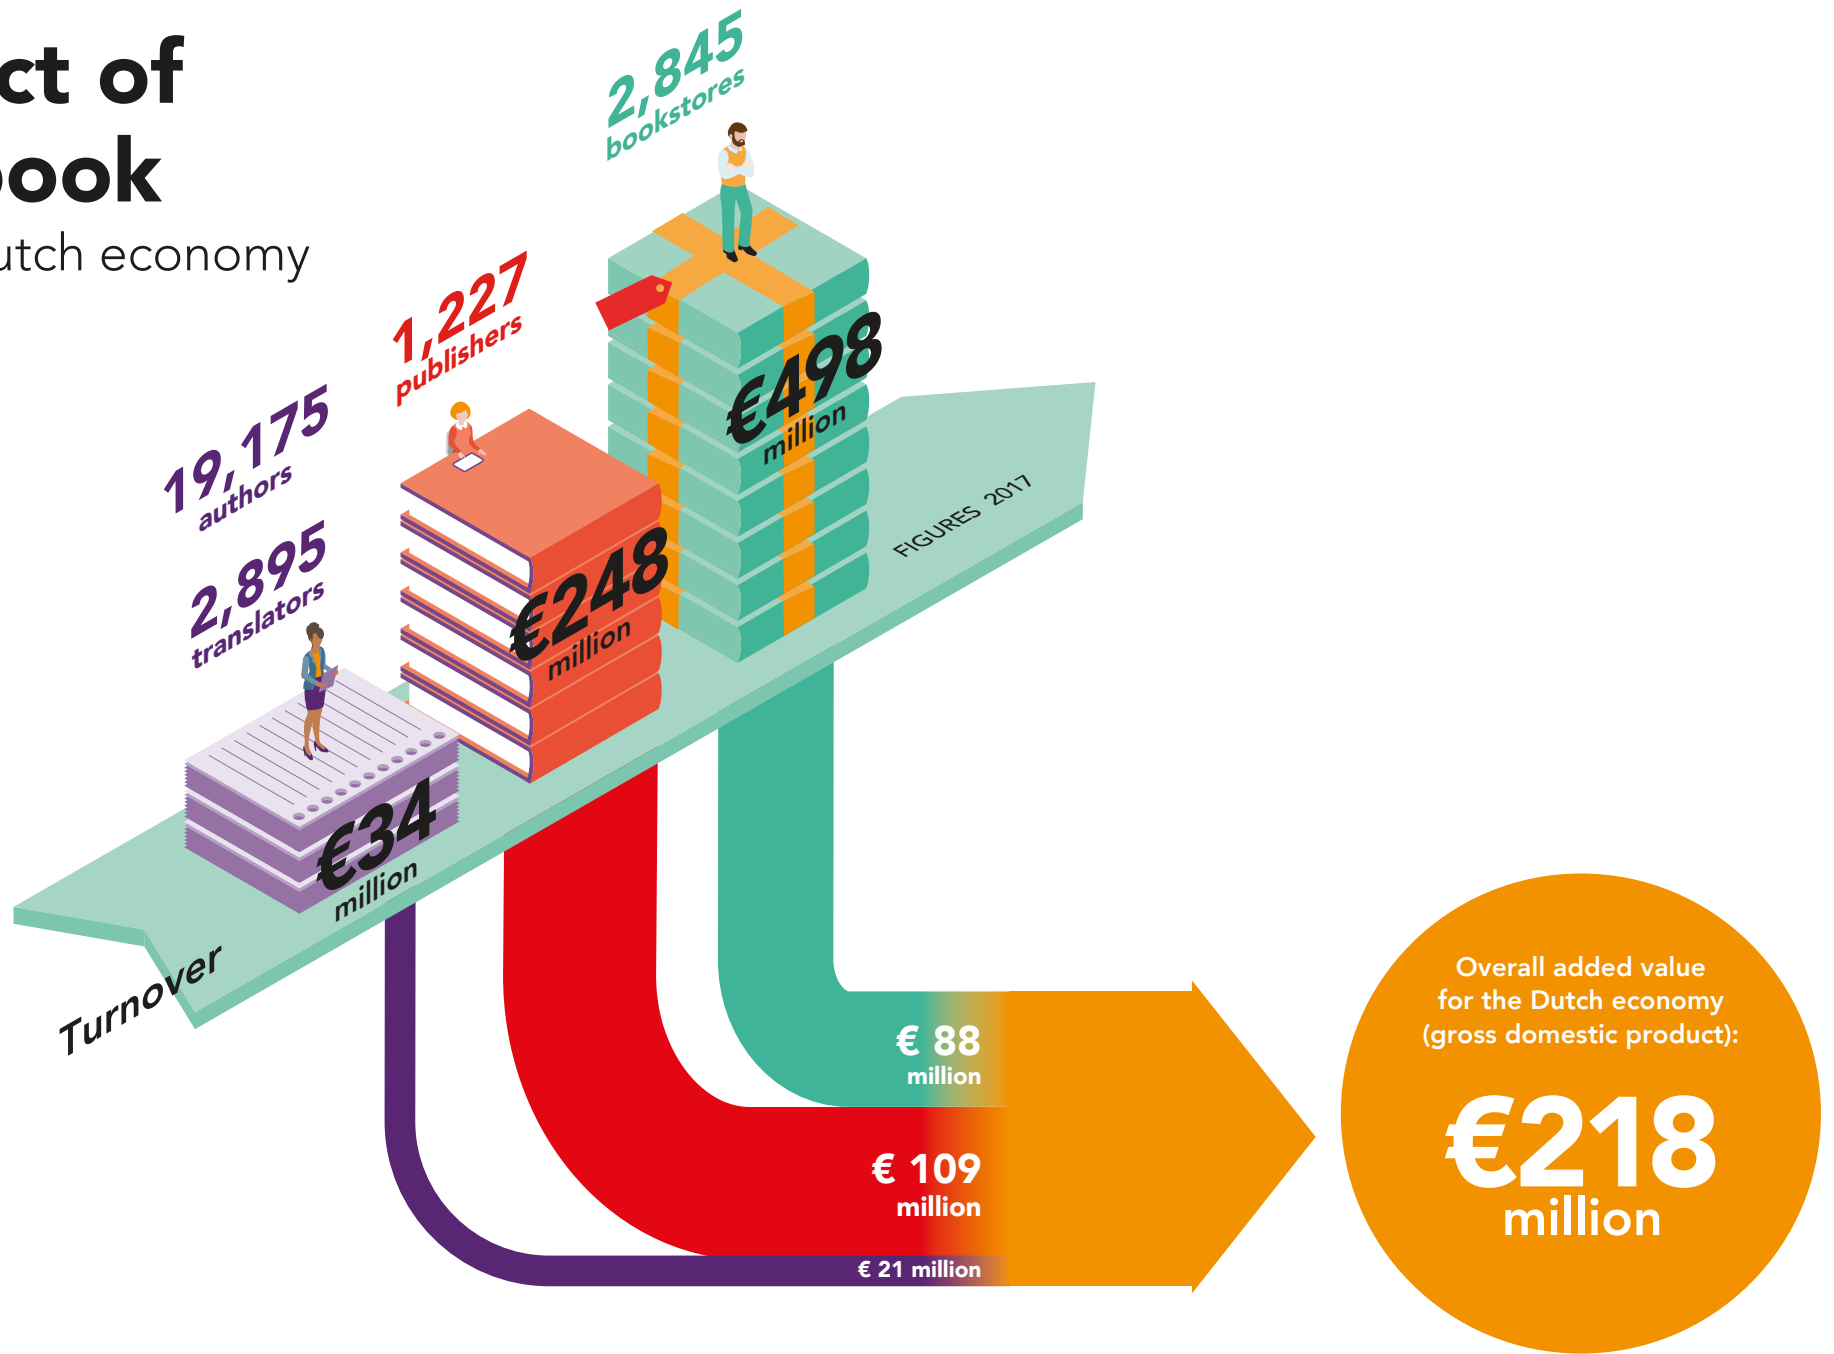 ct of
ook
utch economy
2,845
bookstores
1,227
publishers
19,175
authors
2,895
translators
€498
million
€248
million
€34
million
FIGURES 2017
Turnover
€ 88
million
€ 109
million
€ 21 million
Overall added value
for the Dutch economy
(gross domestic product):
€218
million